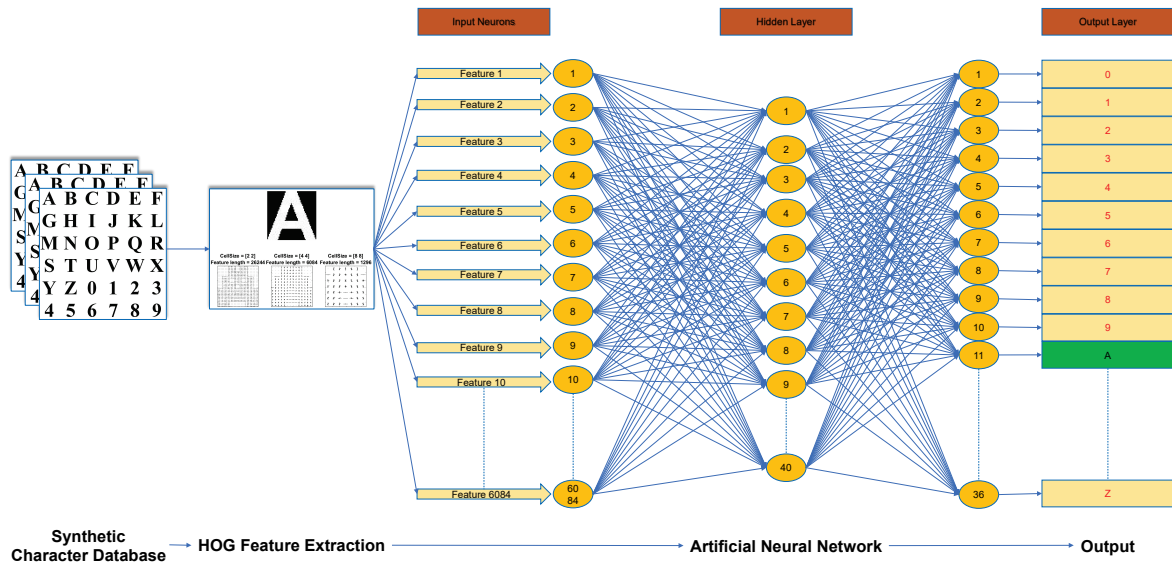 Input Neurons
Hidden Layer
Output Layer
A B C D E F
G
M
S
Y
4
A B C D E F
G
M
S
Y
4
A B C D E F
G H I J K L
M N O P Q R
S T U V W X
Y Z 0 1 2 3
4 5 6 7 8 9
A
CellSize = [2 2]
Feature length = 26244
CellSize = [4 4]
Feature length = 6084
CellSize = [8 8]
Feature length = 1296
Feature 1
Feature 2
Feature 3
Feature 4
Feature 5
Feature 6
Feature 7
Feature 8
Feature 9
Feature 10
Feature 6084
1
2
3
4
5
6
7
8
9
10
60
84
1
2
3
4
5
6
7
8
9
40
1
2
3
4
5
6
7
8
9
10
11
36
0
1
2
3
4
5
6
7
8
9
A
Z
Synthetic
Character Database
HOG Feature Extraction
Artificial Neural Network
Output